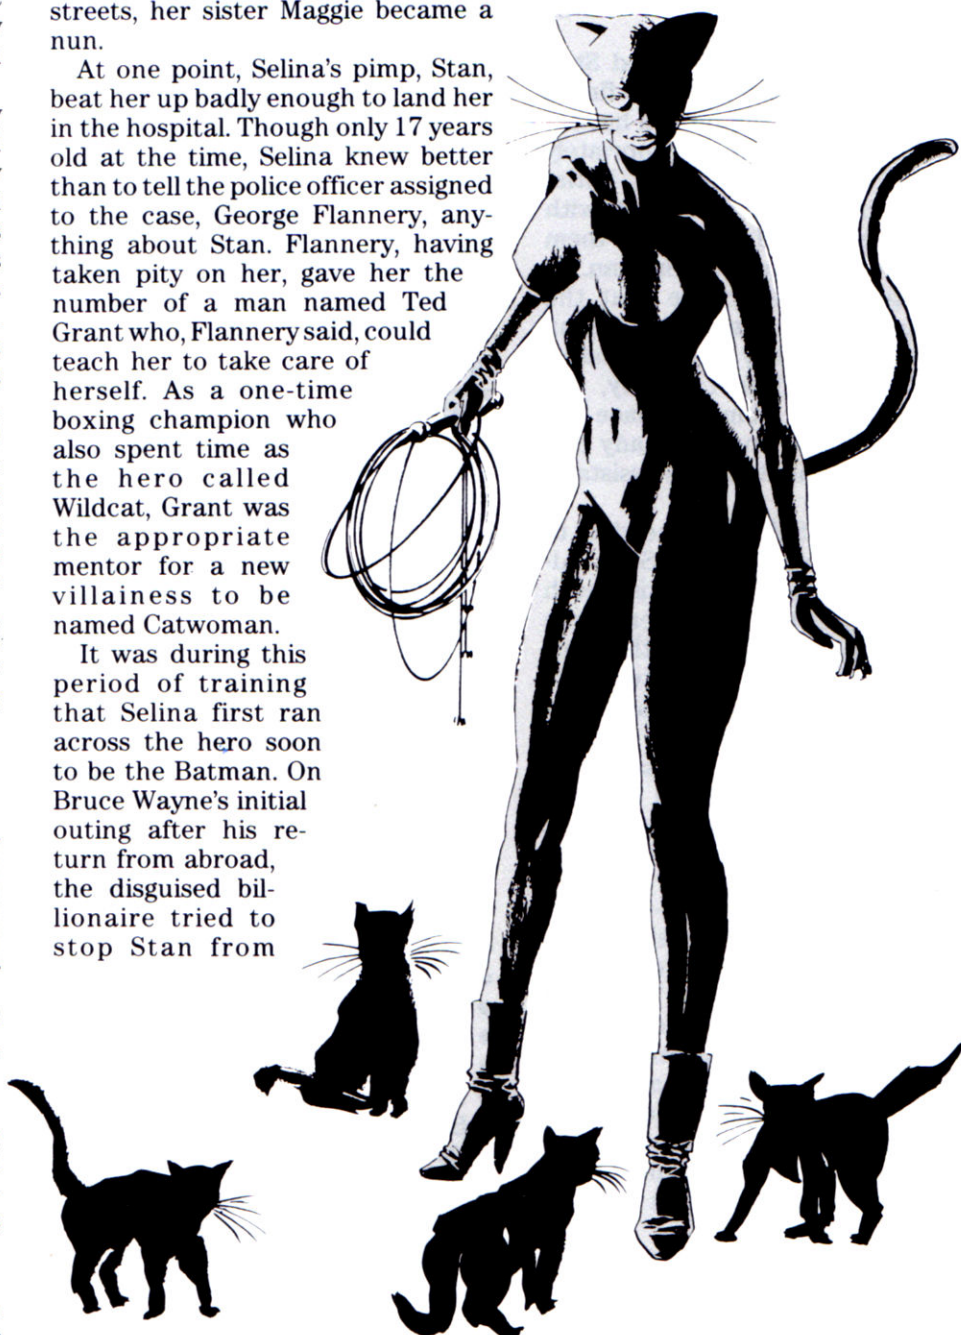 streets, her sister Maggie became a
nun.
At one point, Selina's pimp, Stan,
beat her up badly enough to land her
in the hospital. Though only 17 years
old at the time, Selina knew better
than to tell the police officer assigned
to the case, George Flannery, any-
thing about Stan. Flannery, having
taken pity on her, gave her the
number of a man named Ted
Grant who, Flannery said, could
teach her to take care of
herself. As a one-time
boxing champion who
also spent time as
the hero called
Wildcat, Grant was
the appropriate
mentor for a new
villainess to be
named Catwoman.
It was during this
period of training
that Selina first ran
across the hero soon
to be the Batman. On
Bruce Wayne's initial
outing after his re-
turn from abroad,
the disguised bil-
lionaire tried to
stop Stan from